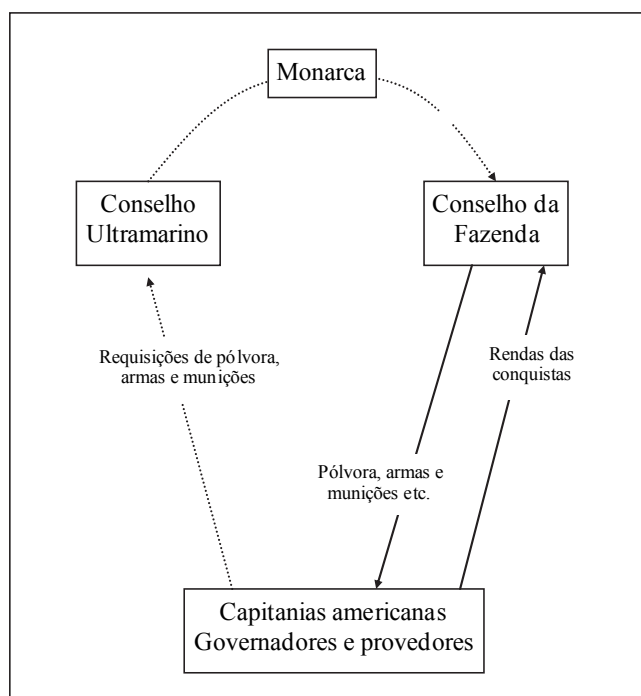 Monarca
Conselho
Ultramarino
Conselho da
Fazenda
Requisições de pólvora,
armas e munições
Rendas das
conquistas
Pólvora, armas e
munições etc.
Capitanias americanas
Governadores e provedores